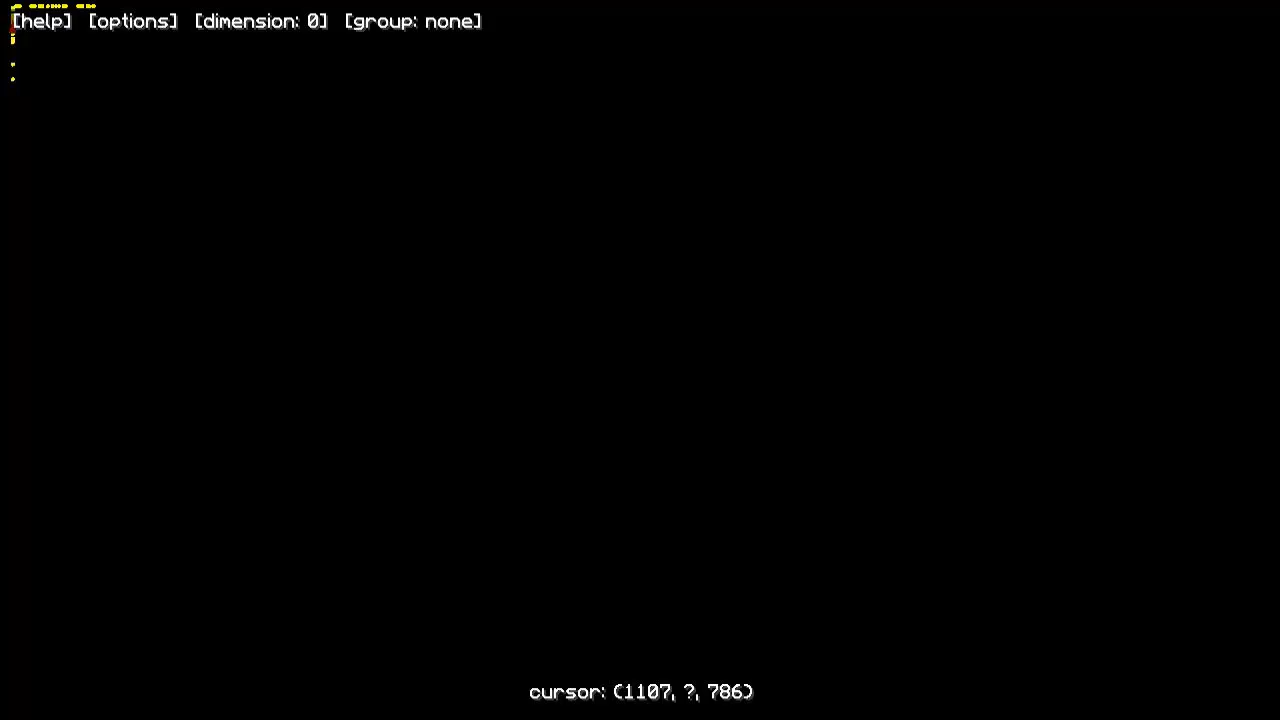 [help] [options] [dimension: 0] [group: none]
cursor: (1107, ?, 786)